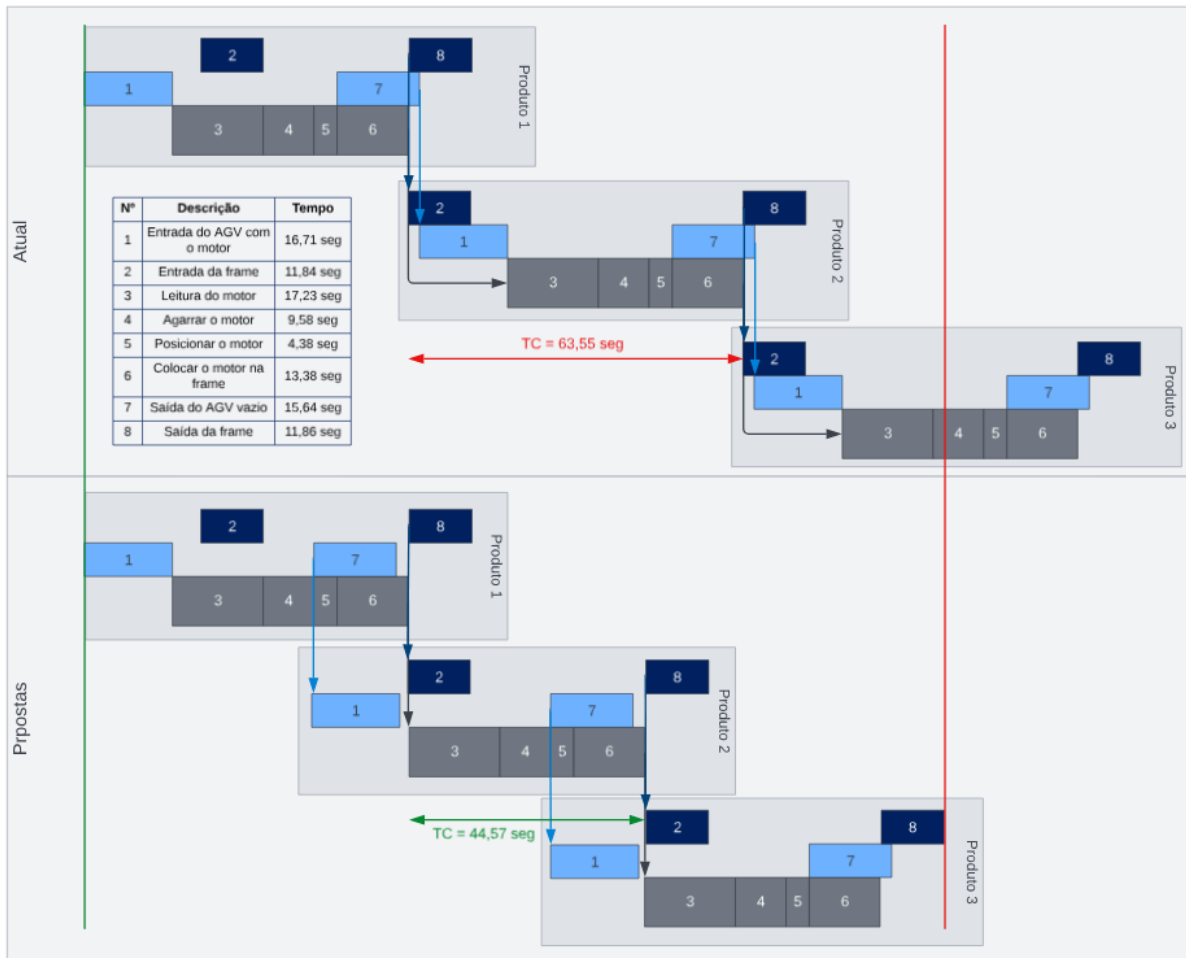 Atual
2
8
1
7
3 4 5 6
Produto 1
Nº Descrição Tempo
1 Entrada do AGV com o motor 16,71 seg
2 Entrada da frame 11,84 seg
3 Leitura do motor 17,23 seg
4 Agarrar o motor 9,58 seg
5 Posicionar o motor 4,38 seg
6 Colocar o motor na frame 13,38 seg
7 Saída do AGV vazio 15,64 seg
8 Saída da frame 11,86 seg
2
8
1
7
3 4 5 6
Produto 2
TC = 63,55 seg
2
8
1
7
3 4 5 6
Produto 3
Prpostas
2
8
1
7
3 4 5 6
Produto 1
2
8
1
7
3 4 5 6
Produto 2
TC = 44,57 seg
2
8
1
7
3 4 5 6
Produto 3